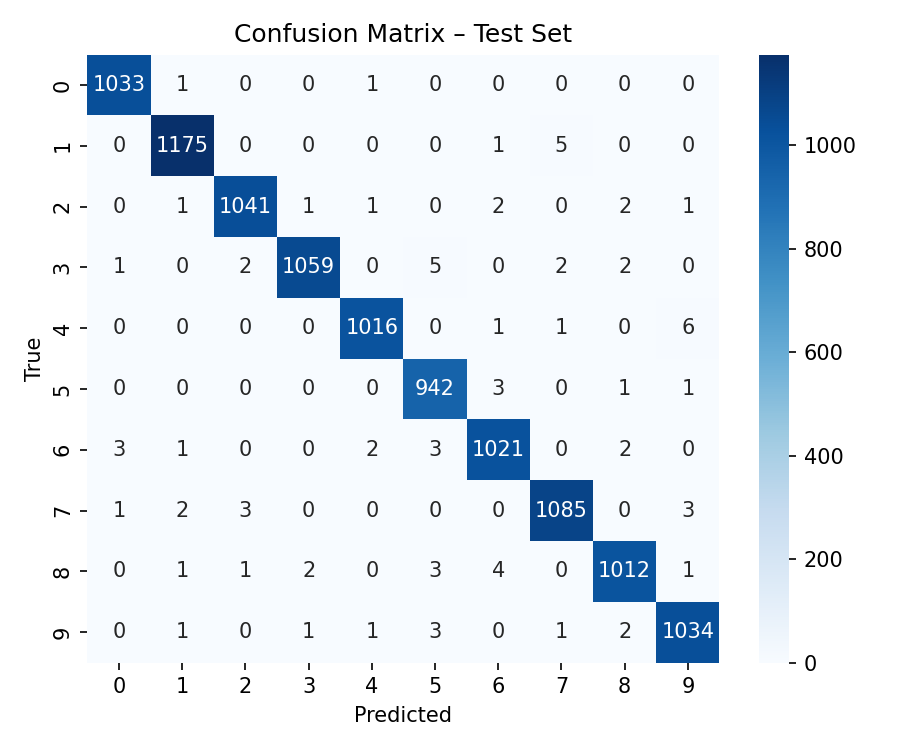 Confusion Matrix – Test Set
0 1033 1 0 0 1 0 0 0 0 0
1 0 1175 0 0 0 0 1 5 0 0
2 0 1 1041 1 1 0 2 0 2 1
3 1 0 2 1059 0 5 0 2 2 0
4 0 0 0 0 1016 0 1 1 0 6
5 0 0 0 0 0 942 3 0 1 1
6 3 1 0 0 2 3 1021 0 2 0
7 1 2 3 0 0 0 0 1085 0 3
8 0 1 1 2 0 3 4 0 1012 1
9 0 1 0 1 1 3 0 1 2 1034
0 1 2 3 4 5 6 7 8 9
Predicted
True
1000
800
600
400
200
0